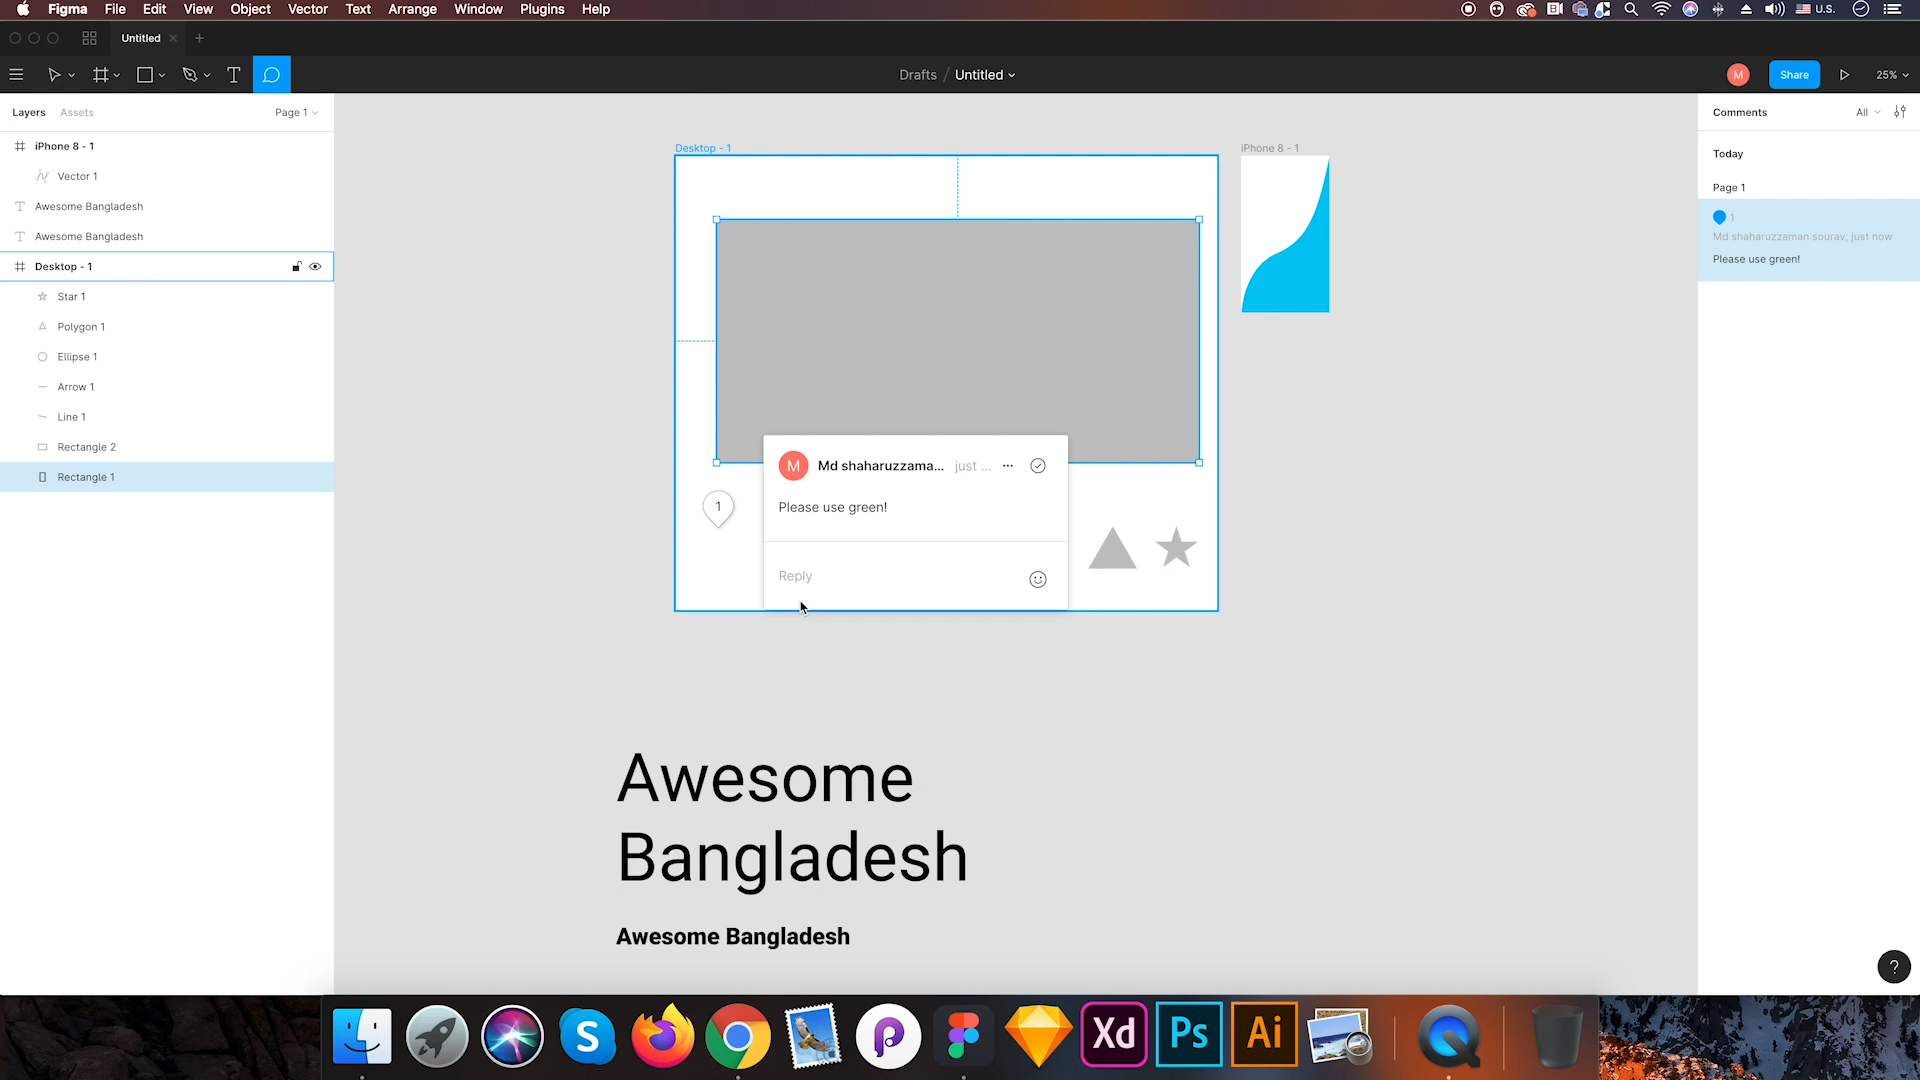 Figma File Edit View Object Vector Text Arrange Window Plugins Help U.S.
Untitled
Drafts / Untitled
M Share 25%
Layers Assets Page 1
iPhone 8 - 1
Vector 1
Awesome Bangladesh
Awesome Bangladesh
Desktop - 1
Star 1
Polygon 1
Ellipse 1
Arrow 1
Line 1
Rectangle 2
Rectangle 1
Desktop - 1
iPhone 8 - 1
M Md shaharuzzama... just ...
1
Please use green!
Reply
Awesome
Bangladesh
Awesome Bangladesh
Comments All
Today
Page 1
1
Md shaharuzzaman sourav, just now
Please use green!
?
S
Xd Ps Ai